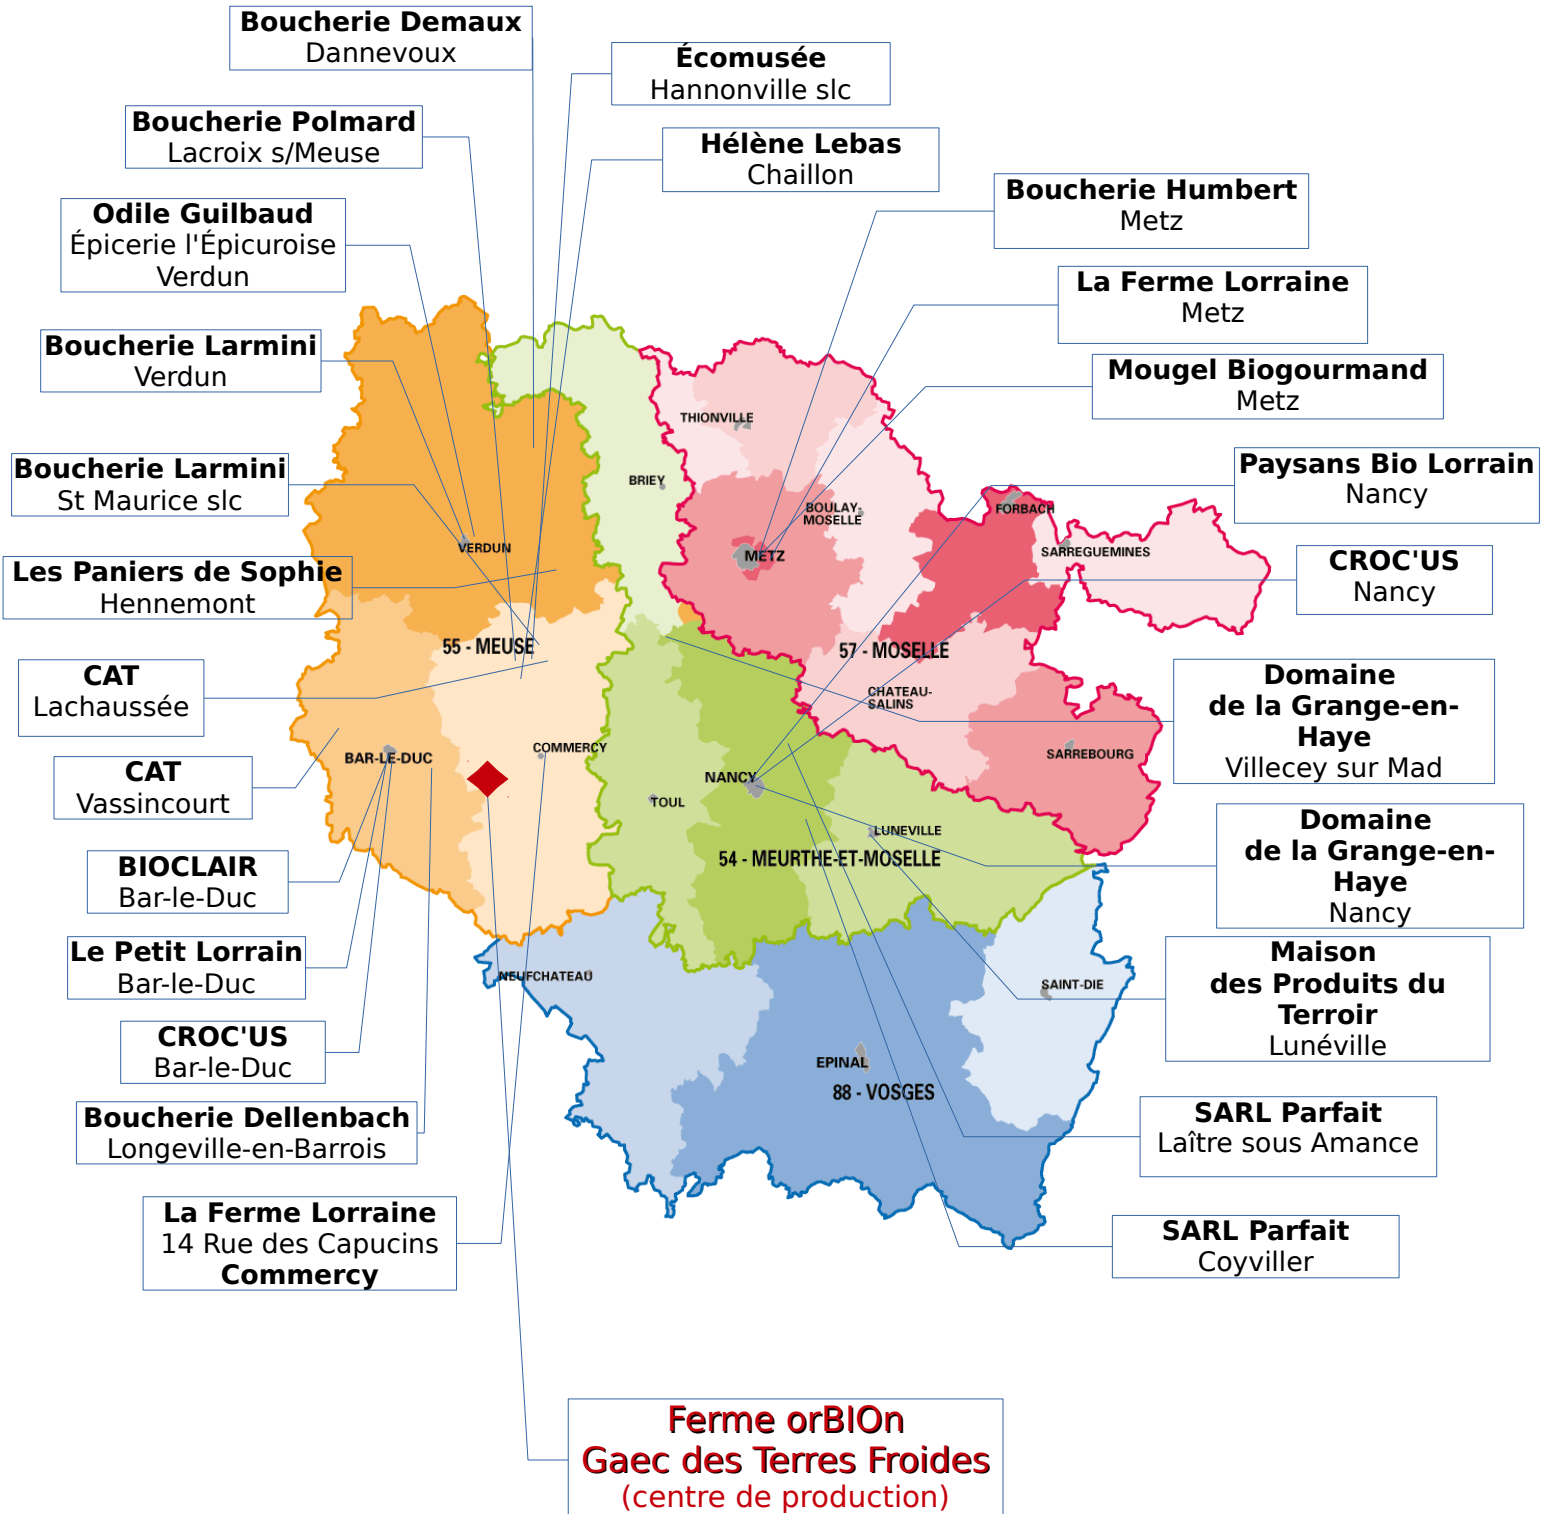 Boucherie Demaux
Dannevoux
Écomusée
Hannonville slc
Boucherie Polmard
Lacroix s/Meuse
Hélène Lebas
Chaillon
Boucherie Humbert
Metz
Odile Guilbaud
Épicerie l'Épicuroise
Verdun
La Ferme Lorraine
Metz
Boucherie Larmini
Verdun
Mougel Biogourmand
Metz
Boucherie Larmini
St Maurice slc
Paysans Bio Lorrain
Nancy
Les Paniers de Sophie
Hennemont
CROC'US
Nancy
CAT
Lachaussée
Domaine
de la Grange-en-
Haye
Villecey sur Mad
CAT
Vassincourt
Domaine
de la Grange-en-
Haye
Nancy
BIOCLAIR
Bar-le-Duc
Le Petit Lorrain
Bar-le-Duc
Maison
des Produits du
Terroir
Lunéville
CROC'US
Bar-le-Duc
Boucherie Dellenbach
Longeville-en-Barrois
SARL Parfait
Laître sous Amance
La Ferme Lorraine
14 Rue des Capucins
Commercy
SARL Parfait
Coyviller
THIONVILLE
BRIEY
BOULAY-
MOSELLE
FORBACH
VERDUN
METZ
SARREGUEMINES
55 - MEUSE
57 - MOSELLE
CHATEAU-
SALINS
BAR-LE-DUC
COMMERCY
SARREBOURG
NANCY
TOUL
LUNEVILLE
54 - MEURTHE-ET-MOSELLE
NEUFCHATEAU
SAINT-DIE
EPINAL
88 - VOSGES
Ferme orBIOn
Gaec des Terres Froides
(centre de production)